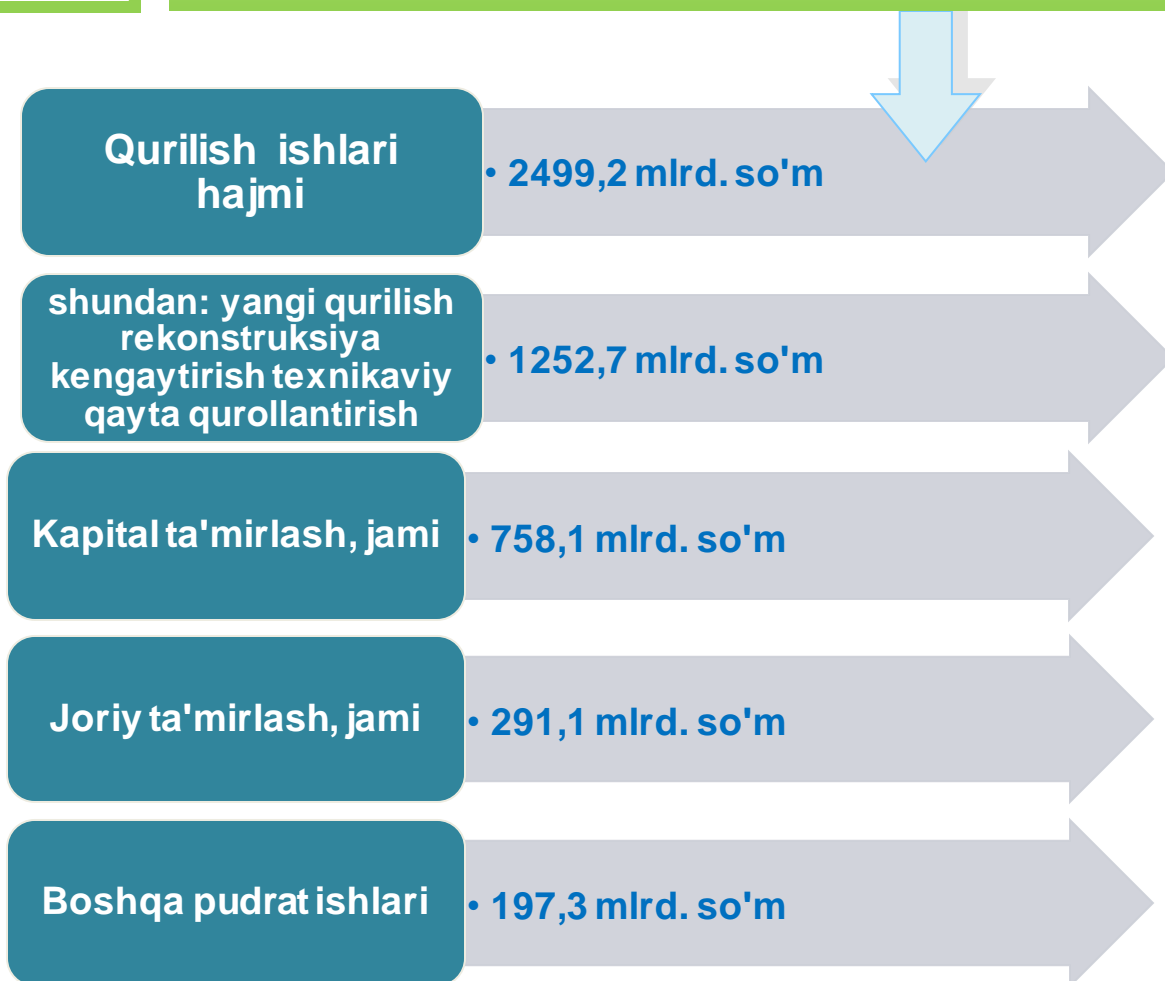 Qurilish ishlari
hajmi
• 2499,2 mlrd. so'm
shundan: yangi qurilish
rekonstruksiya
kengaytirish texnikaviy
qayta qurollantirish
• 1252,7 mlrd. so'm
Kapital ta'mirlash, jami
• 758,1 mlrd. so'm
Joriy ta'mirlash, jami
• 291,1 mlrd. so'm
Boshqa pudrat ishlari
• 197,3 mlrd. so'm